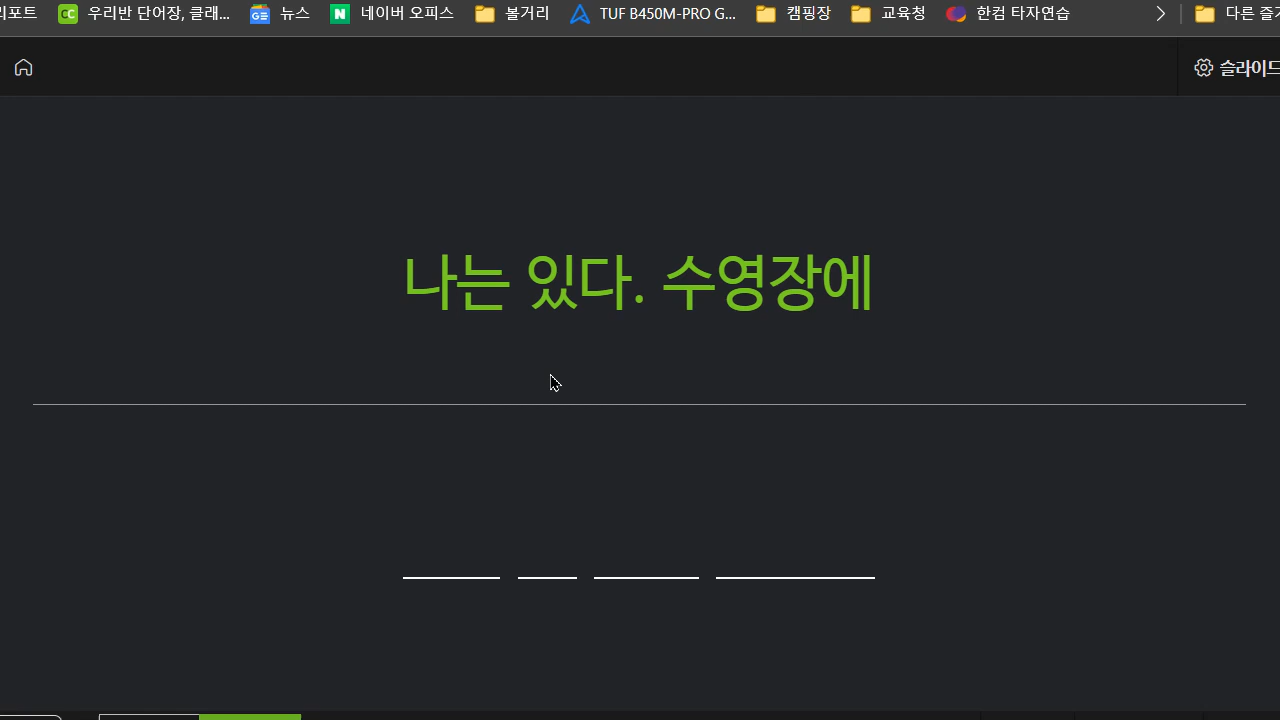 리포트 우리반 단어장, 클래... 뉴스 네이버 오피스 볼거리 TUF B450M-PRO G... 캠핑장 교육청 한컴 타자연습 다른 즐
슬라이드
나는 있다. 수영장에